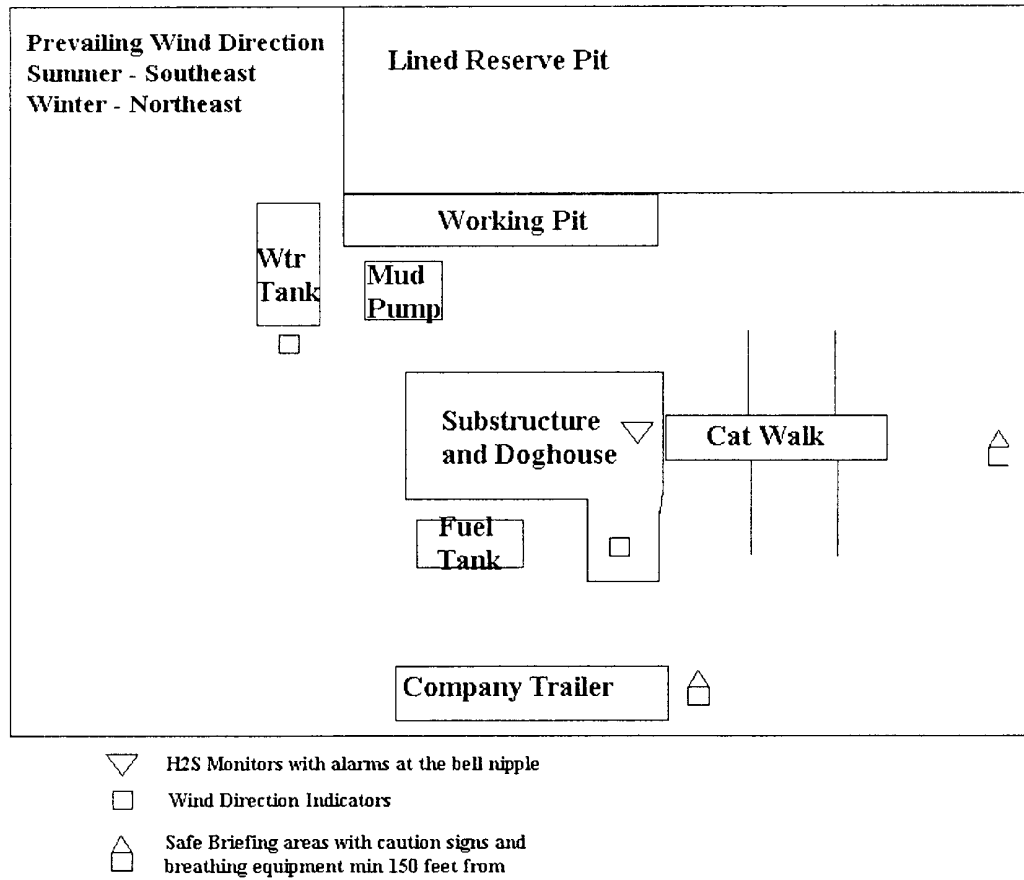 Prevailing Wind Direction
Summer - Southeast
Winter - Northeast
Lined Reserve Pit
Working Pit
Wtr
Tank
Mud
Pump
Substructure
and Doghouse
Cat Walk
Fuel
Tank
Company Trailer
H2S Monitors with alarms at the bell nipple
Wind Direction Indicators
Safe Briefing areas with caution signs and
breathing equipment min 150 feet from